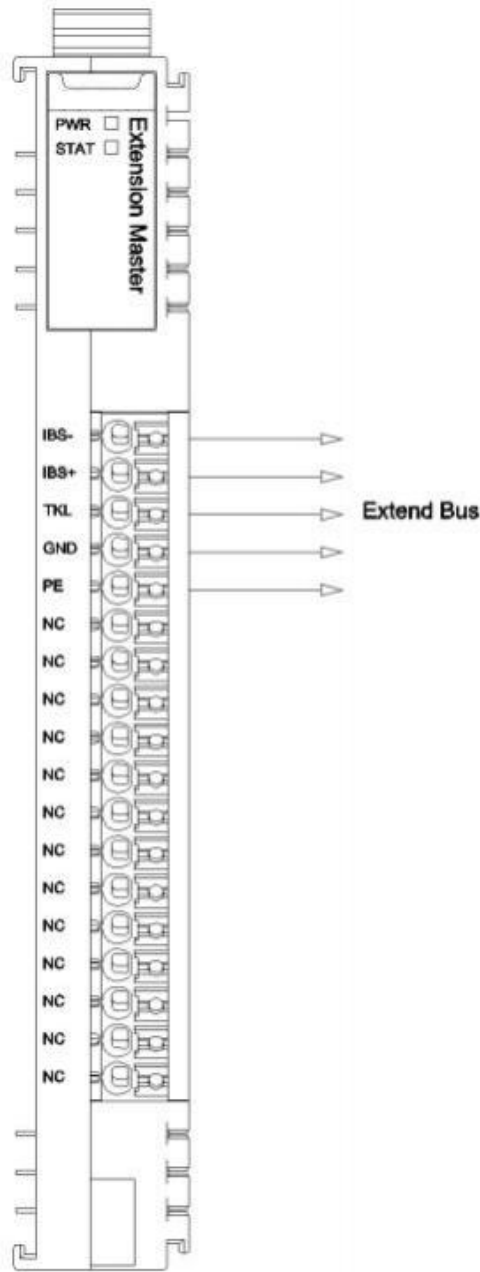 PWR
STAT
Extension Master
IBS-
IBS+
TKL
Extend Bus
GND
PE
NC
NC
NC
NC
NC
NC
NC
NC
NC
NC
NC
NC
NC